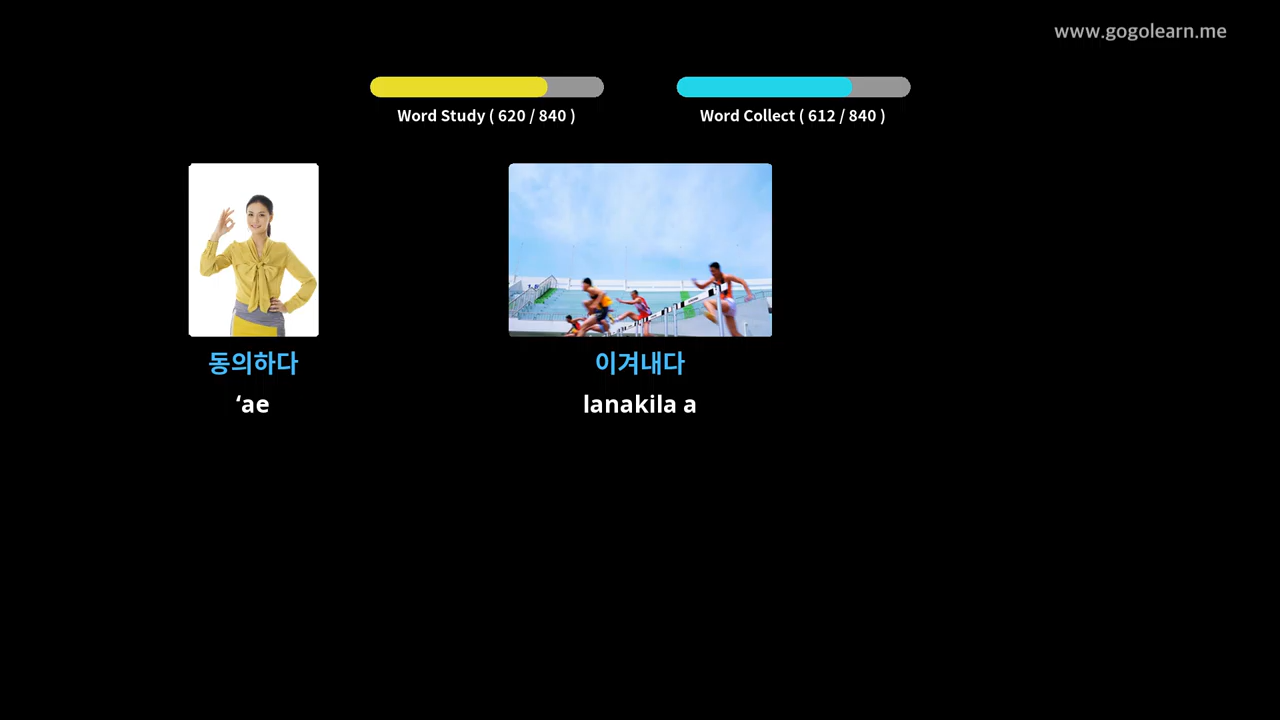 www.gogolearn.me
Word Study ( 620 / 840 )
Word Collect ( 612 / 840 )
동의하다
ʻae
이겨내다
lanakila a